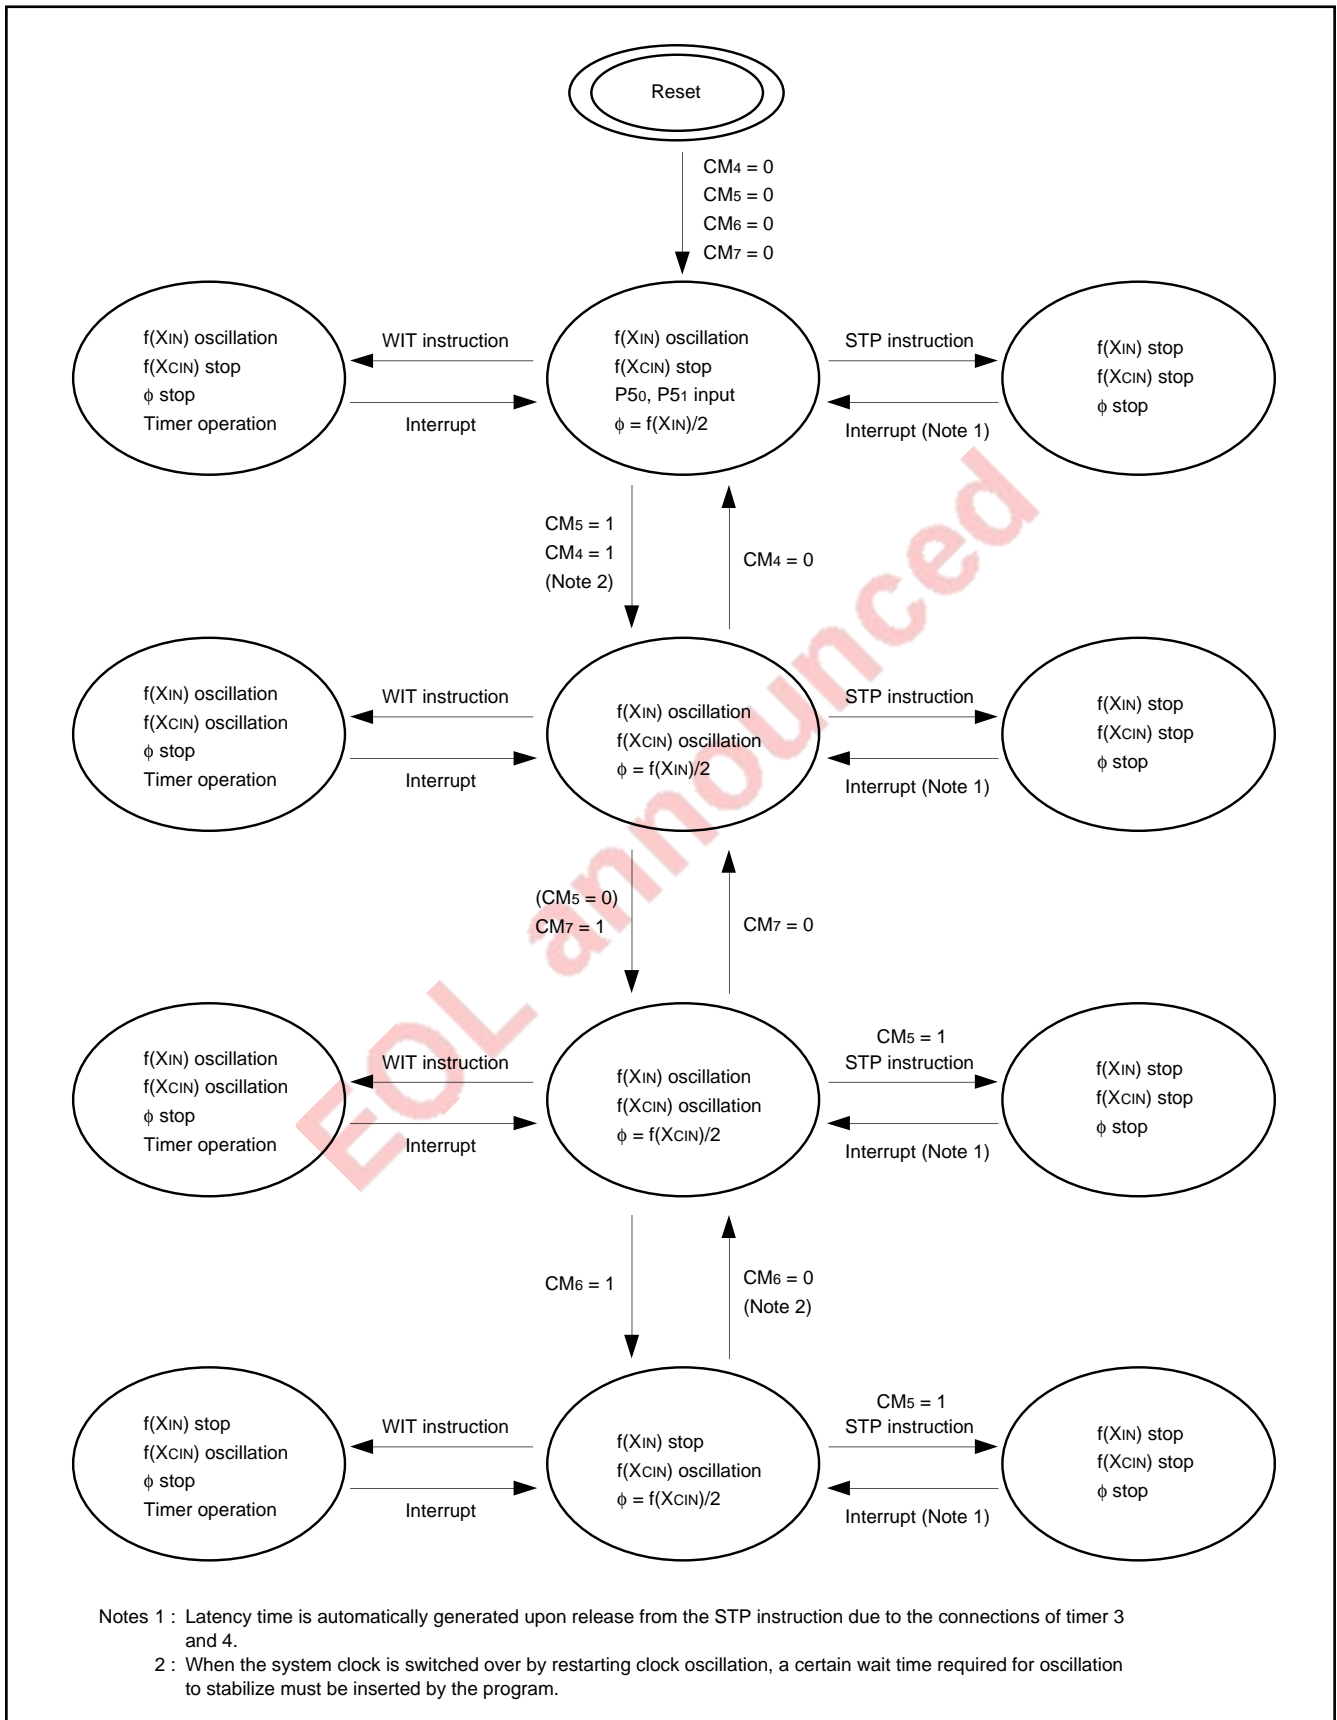 Reset
CM4 = 0
CM5 = 0
CM6 = 0
CM7 = 0
f(XIN) oscillation
f(XCIN) stop
φ stop
Timer operation
WIT instruction
Interrupt
f(XIN) oscillation
f(XCIN) stop
P50, P51 input
φ = f(XIN)/2
STP instruction
Interrupt (Note 1)
f(XIN) stop
f(XCIN) stop
φ stop
CM5 = 1
CM4 = 1
(Note 2)
CM4 = 0
f(XIN) oscillation
f(XCIN) oscillation
φ stop
Timer operation
WIT instruction
Interrupt
f(XIN) oscillation
f(XCIN) oscillation
φ = f(XIN)/2
STP instruction
Interrupt (Note 1)
f(XIN) stop
f(XCIN) stop
φ stop
(CM5 = 0)
CM7 = 1
CM7 = 0
f(XIN) oscillation
f(XCIN) oscillation
φ stop
Timer operation
WIT instruction
Interrupt
f(XIN) oscillation
f(XCIN) oscillation
φ = f(XCIN)/2
CM5 = 1
STP instruction
Interrupt (Note 1)
f(XIN) stop
f(XCIN) stop
φ stop
CM6 = 1
CM6 = 0
(Note 2)
f(XIN) stop
f(XCIN) oscillation
φ stop
Timer operation
WIT instruction
Interrupt
f(XIN) stop
f(XCIN) oscillation
φ = f(XCIN)/2
CM5 = 1
STP instruction
Interrupt (Note 1)
f(XIN) stop
f(XCIN) stop
φ stop
EOL announced
Notes 1 : Latency time is automatically generated upon release from the STP instruction due to the connections of timer 3
and 4.
2 : When the system clock is switched over by restarting clock oscillation, a certain wait time required for oscillation
to stabilize must be inserted by the program.